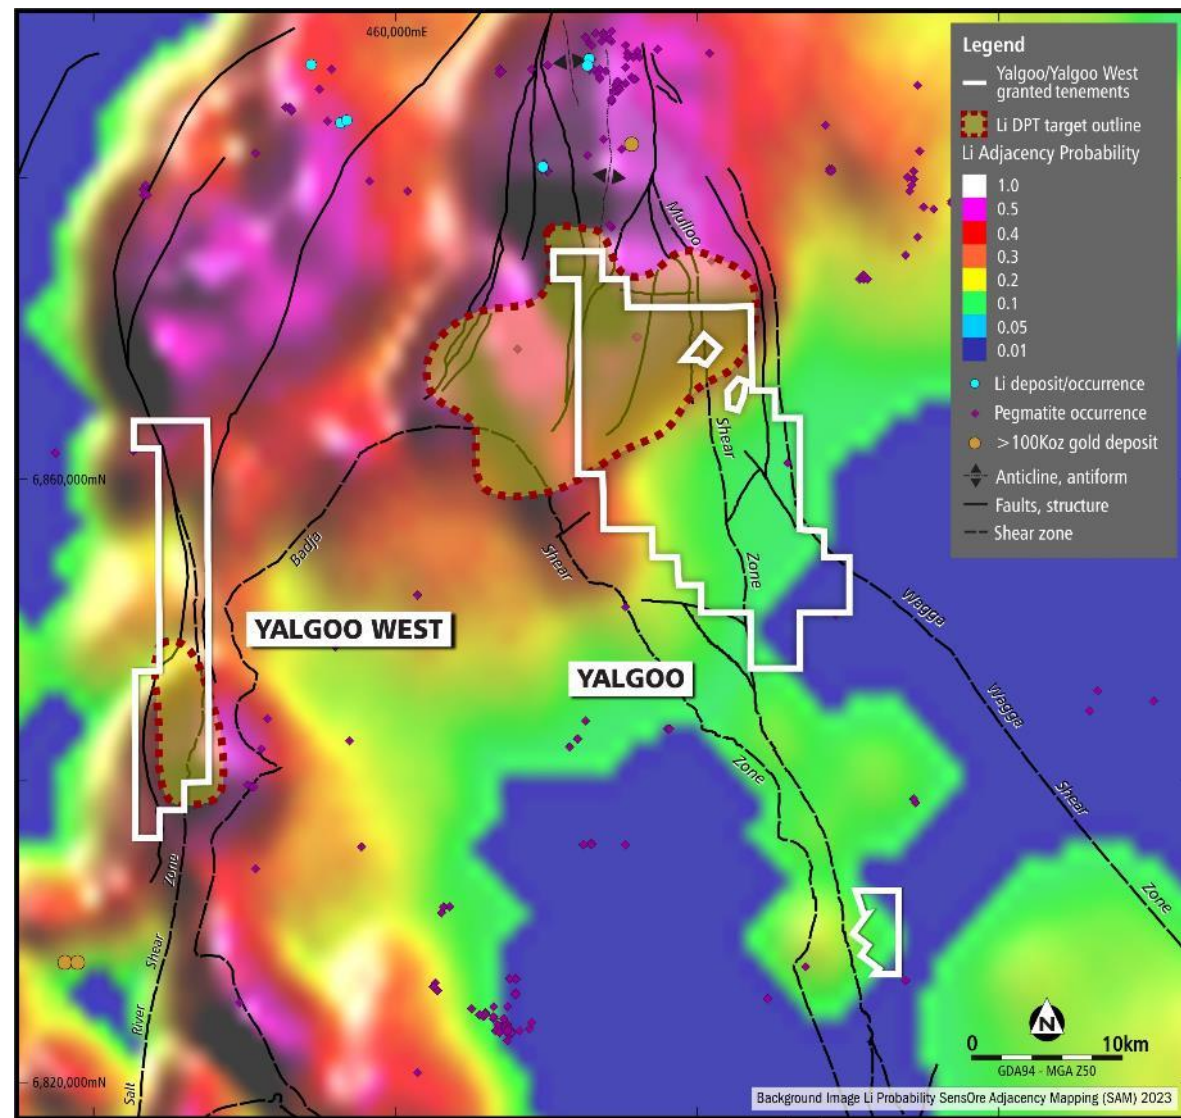 460,000mE
Legend
Yalgoo/Yalgoo West
granted tenements
Li DPT target outline
Li Adjacency Probability
1.0
0.5
0.4
0.3
0.2
0.1
0.05
0.01
Li deposit/occurrence
Pegmatite occurrence
>100Koz gold deposit
Anticline, antiform
Faults, structure
Shear zone
Mulloo
Shear
Zone
6,860,000mN
Badja
Shear
Zone
YALGOO WEST
YALGOO
Wagga
Wagga
Shear
Zone
Zone
Shear
River
Salt
6,820,000mN
N
0 10km
GDA94 - MGA Z50
Background Image Li Probability SensOre Adjacency Mapping (SAM) 2023